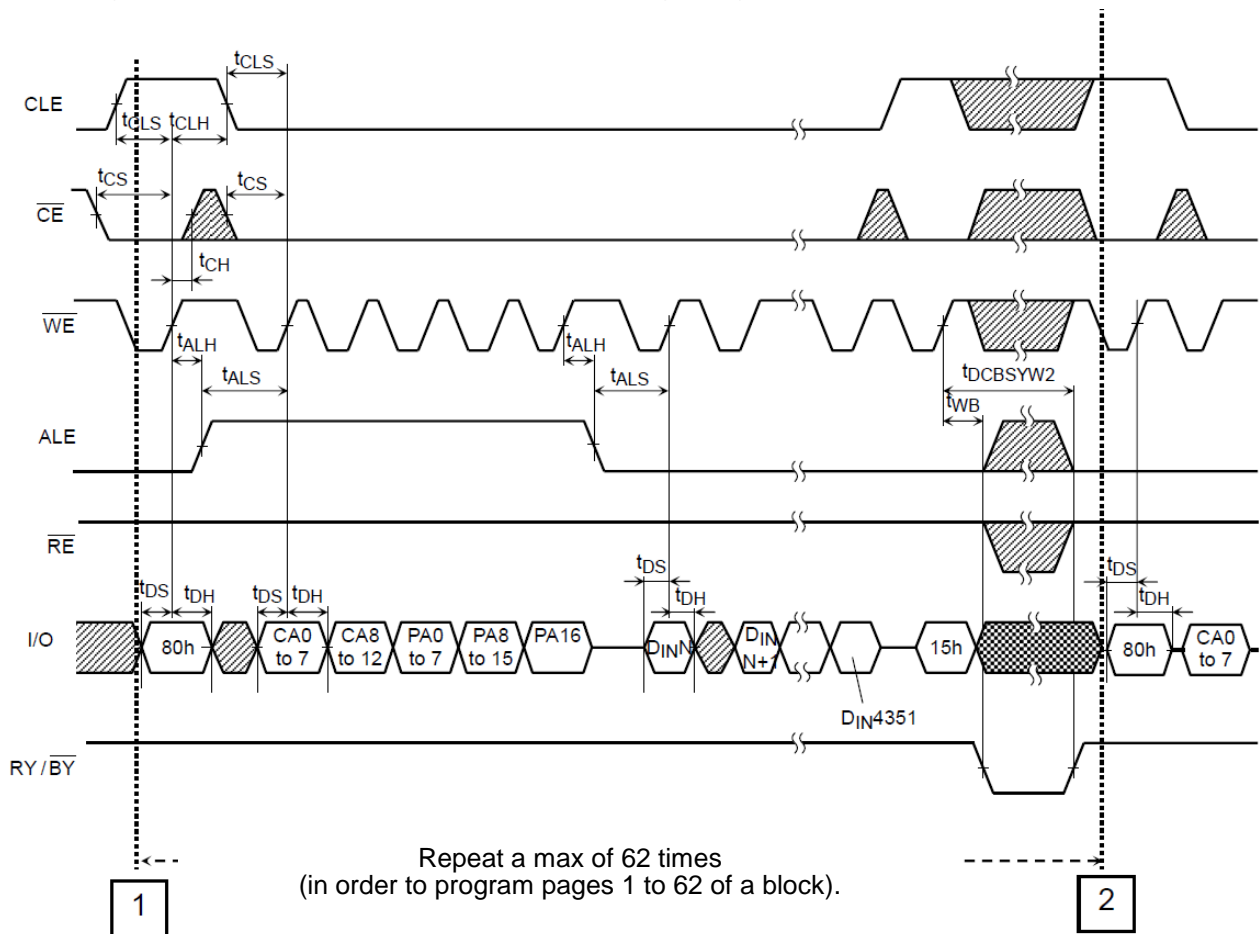 tCLS
CLE
tCLS tCLH
tCS tCS
CE
tCH
WE
tALH tALH
tALS tALS tDCBSYW2
tWB
ALE
RE
tDS tDH tDS tDH tDS tDH tDS tDH
I/O 80h CA0 to 7 CA8 to 12 PA0 to 7 PA8 to 15 PA16 DINN DIN N+1 15h 80h CA0 to 7
DIN4351
RY / BY
Repeat a max of 62 times
(in order to program pages 1 to 62 of a block).
1 2